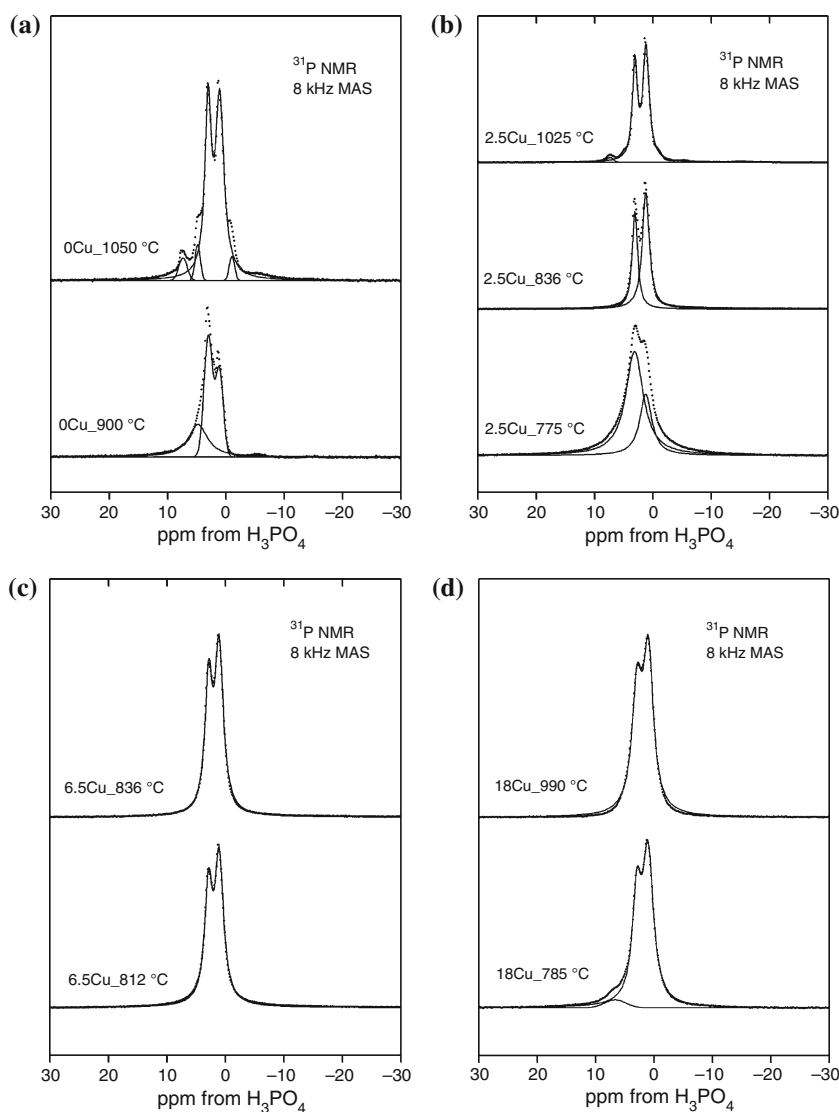 (a)
³¹P NMR
8 kHz MAS
0Cu_1050 °C
0Cu_900 °C
30 20 10 0 –10 –20 –30
ppm from H₃PO₄
(b)
³¹P NMR
8 kHz MAS
2.5Cu_1025 °C
2.5Cu_836 °C
2.5Cu_775 °C
30 20 10 0 –10 –20 –30
ppm from H₃PO₄
(c)
³¹P NMR
8 kHz MAS
6.5Cu_836 °C
6.5Cu_812 °C
30 20 10 0 –10 –20 –30
ppm from H₃PO₄
(d)
³¹P NMR
8 kHz MAS
18Cu_990 °C
18Cu_785 °C
30 20 10 0 –10 –20 –30
ppm from H₃PO₄